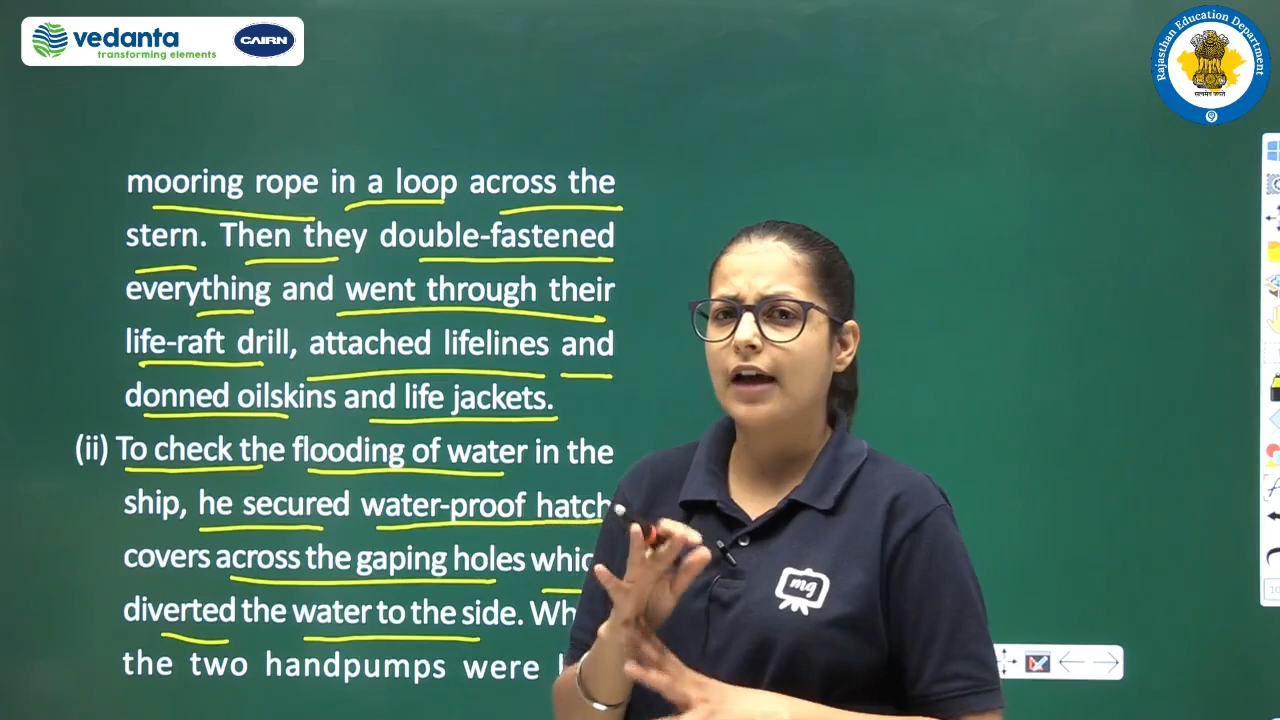 vedanta
transforming elements
CAIRN
Rajasthan Education Department
सत्यमेव जयते
mooring rope in a loop across the
stern. Then they double-fastened
everything and went through their
life-raft drill, attached lifelines and
donned oilskins and life jackets.
(ii) To check the flooding of water in the
ship, he secured water-proof hatch
covers across the gaping holes
diverted the water to the side.
the two handpumps were
mg